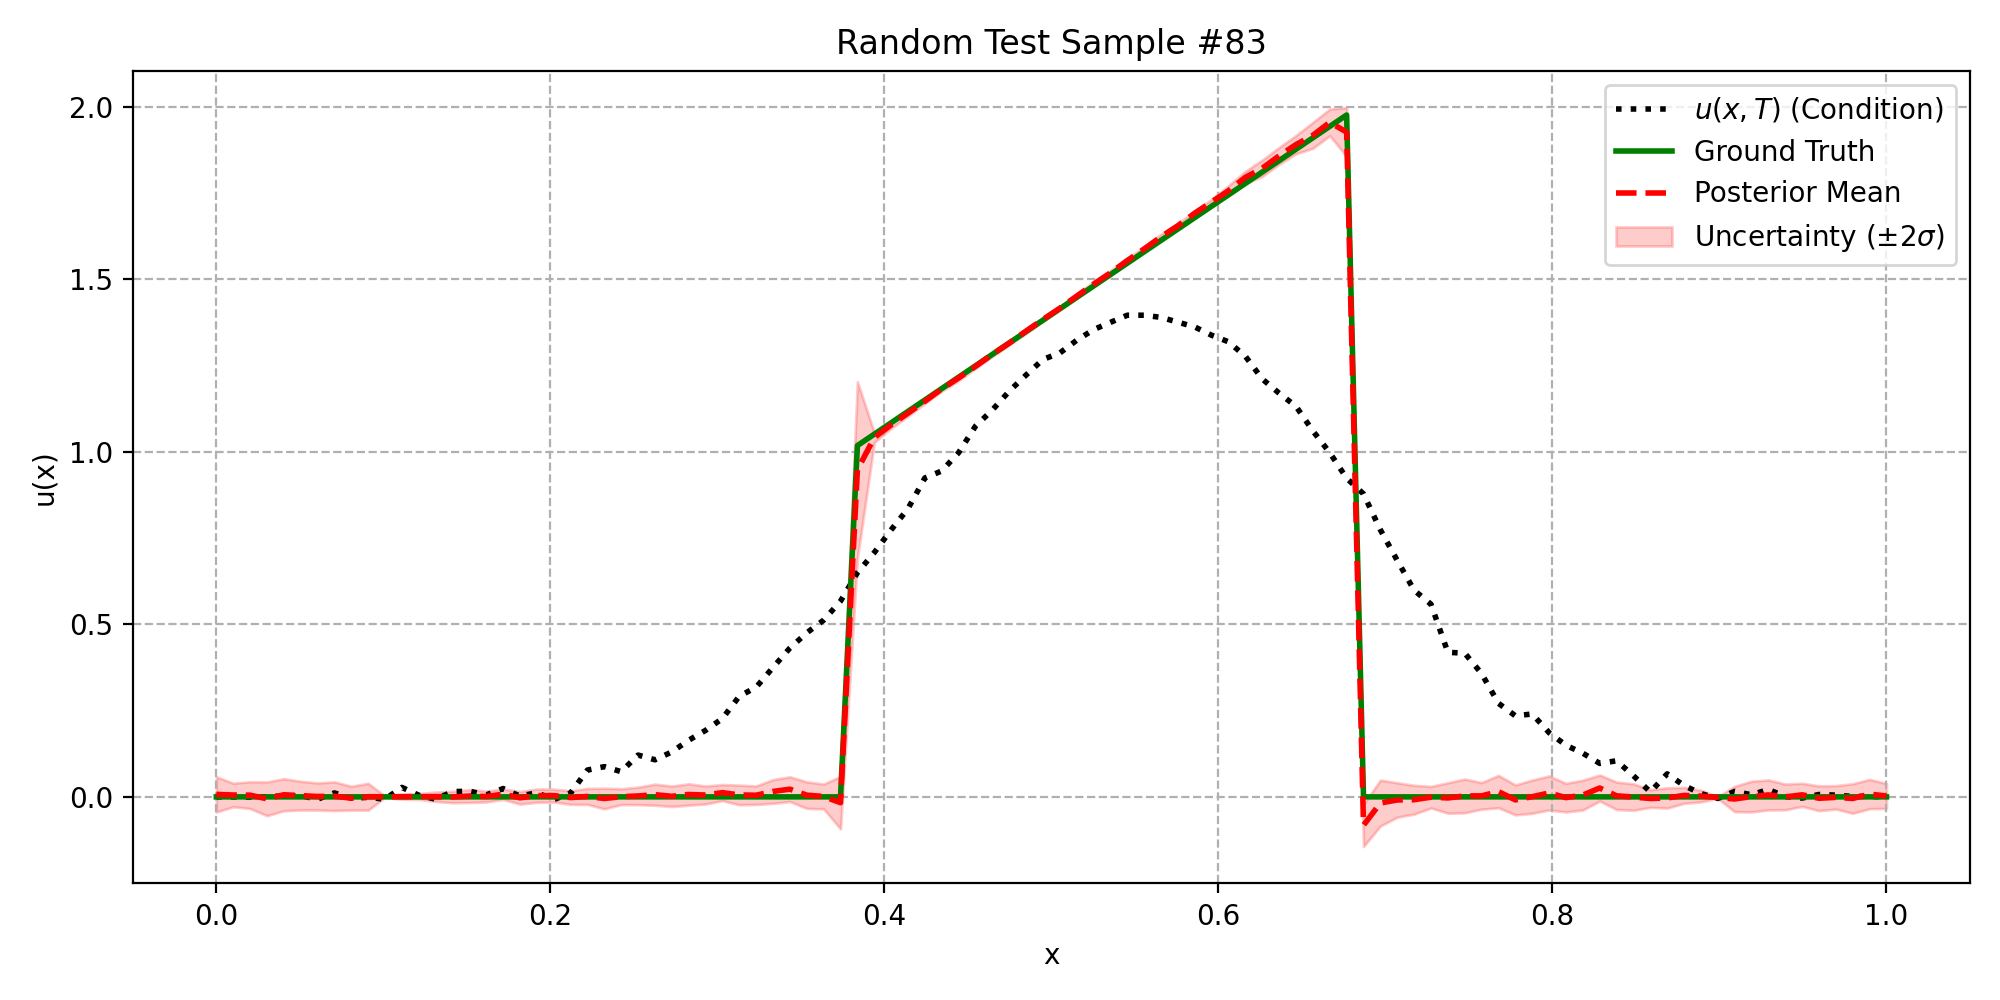 Random Test Sample #83
u(x, T) (Condition)
Ground Truth
Posterior Mean
Uncertainty (±2σ)
2.0
1.5
1.0
0.5
0.0
u(x)
0.0 0.2 0.4 0.6 0.8 1.0
x